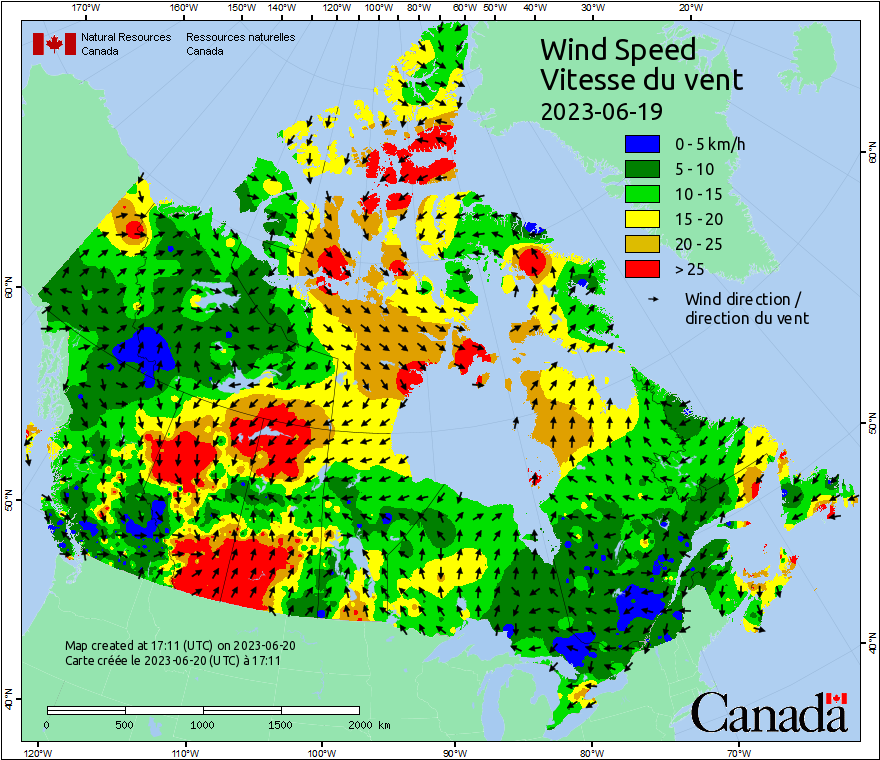 170°W 160°W 150°W 140°W 120°W 100°W 80°W 60°W 50°W 40°W 30°W 20°W
Natural Resources Ressources naturelles
Canada Canada
Wind Speed
Vitesse du vent
2023-06-19
0 - 5 km/h
5 - 10
10 - 15
15 - 20
20 - 25
> 25
Wind direction /
direction du vent
60°N
60°N
50°N
50°N
40°N
40°N
Map created at 17:11 (UTC) on 2023-06-20
Carte créée le 2023-06-20 (UTC) à 17:11
0 500 1000 1500 2000 km
Canada
120°W 110°W 100°W 90°W 80°W 70°W